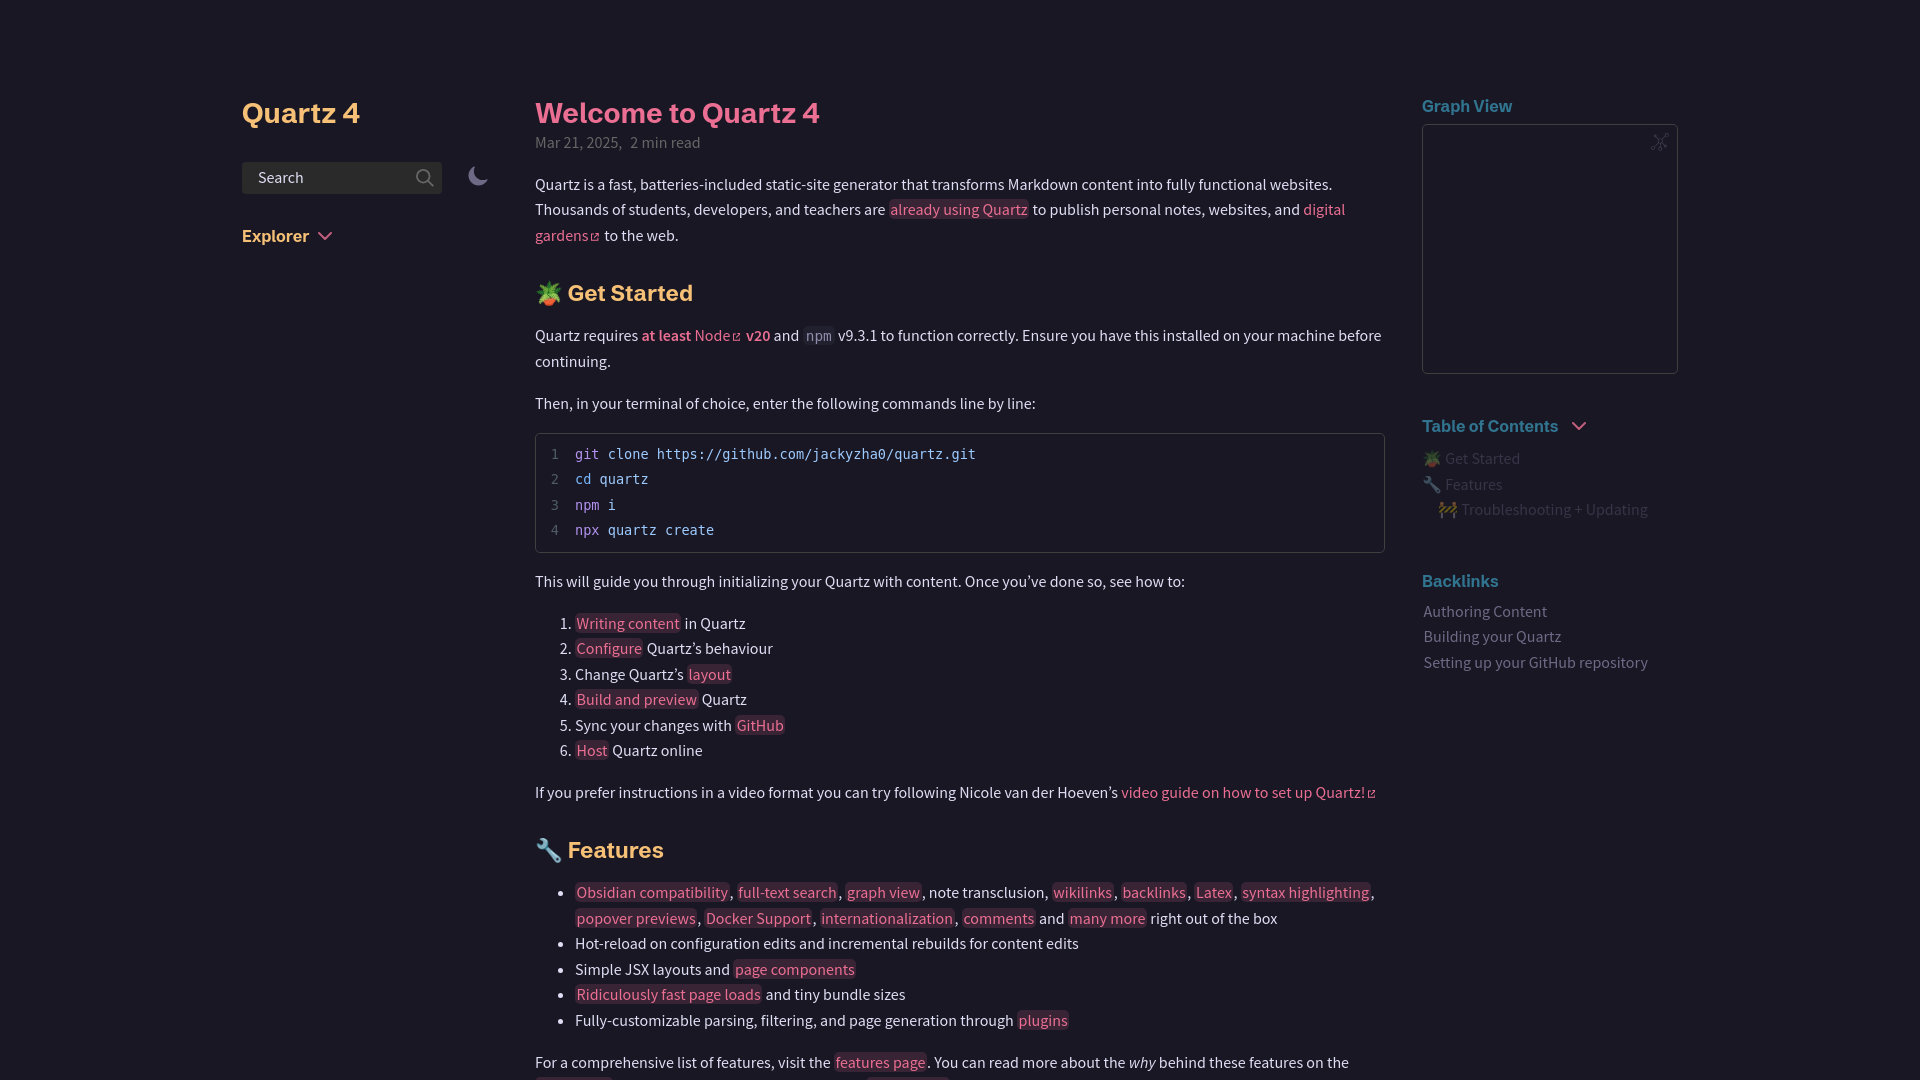 Quartz 4
Search
Explorer
Welcome to Quartz 4
Mar 21, 2025, 2 min read
Quartz is a fast, batteries-included static-site generator that transforms Markdown content into fully functional websites.
Thousands of students, developers, and teachers are already using Quartz to publish personal notes, websites, and digital
gardens to the web.
🪴 Get Started
Quartz requires at least Node v20 and npm v9.3.1 to function correctly. Ensure you have this installed on your machine before
continuing.
Then, in your terminal of choice, enter the following commands line by line:
1 git clone https://github.com/jackyzha0/quartz.git
2 cd quartz
3 npm i
4 npx quartz create
This will guide you through initializing your Quartz with content. Once you’ve done so, see how to:
1. Writing content in Quartz
2. Configure Quartz’s behaviour
3. Change Quartz’s layout
4. Build and preview Quartz
5. Sync your changes with GitHub
6. Host Quartz online
If you prefer instructions in a video format you can try following Nicole van der Hoeven’s video guide on how to set up Quartz!
🔧 Features
• Obsidian compatibility, full-text search, graph view, note transclusion, wikilinks, backlinks, Latex, syntax highlighting,
popover previews, Docker Support, internationalization, comments and many more right out of the box
• Hot-reload on configuration edits and incremental rebuilds for content edits
• Simple JSX layouts and page components
• Ridiculously fast page loads and tiny bundle sizes
• Fully-customizable parsing, filtering, and page generation through plugins
For a comprehensive list of features, visit the features page. You can read more about the why behind these features on the
Graph View
Table of Contents
🪴 Get Started
🔧 Features
🚧 Troubleshooting + Updating
Backlinks
Authoring Content
Building your Quartz
Setting up your GitHub repository